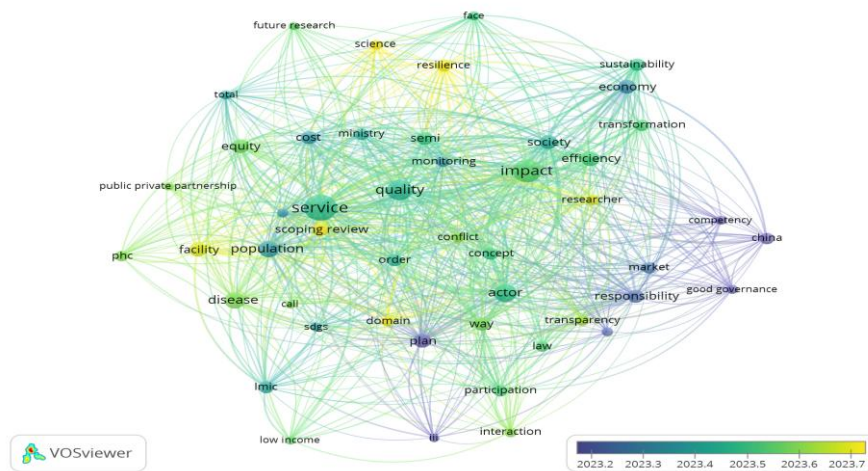 face
future research
science
resilience
sustainability
economy
total
transformation
cost
ministry
semi
society
equity
monitoring
efficiency
impact
public private partnership
quality
service
researcher
competency
scoping review
china
facility
population
conflict
phc
order
concept
market
disease
call
actor
responsibility
good governance
sdgs
domain
way
transparency
plan
law
lmic
participation
low income
iii
interaction
VOSviewer
2023.2 2023.3 2023.4 2023.5 2023.6 2023.7